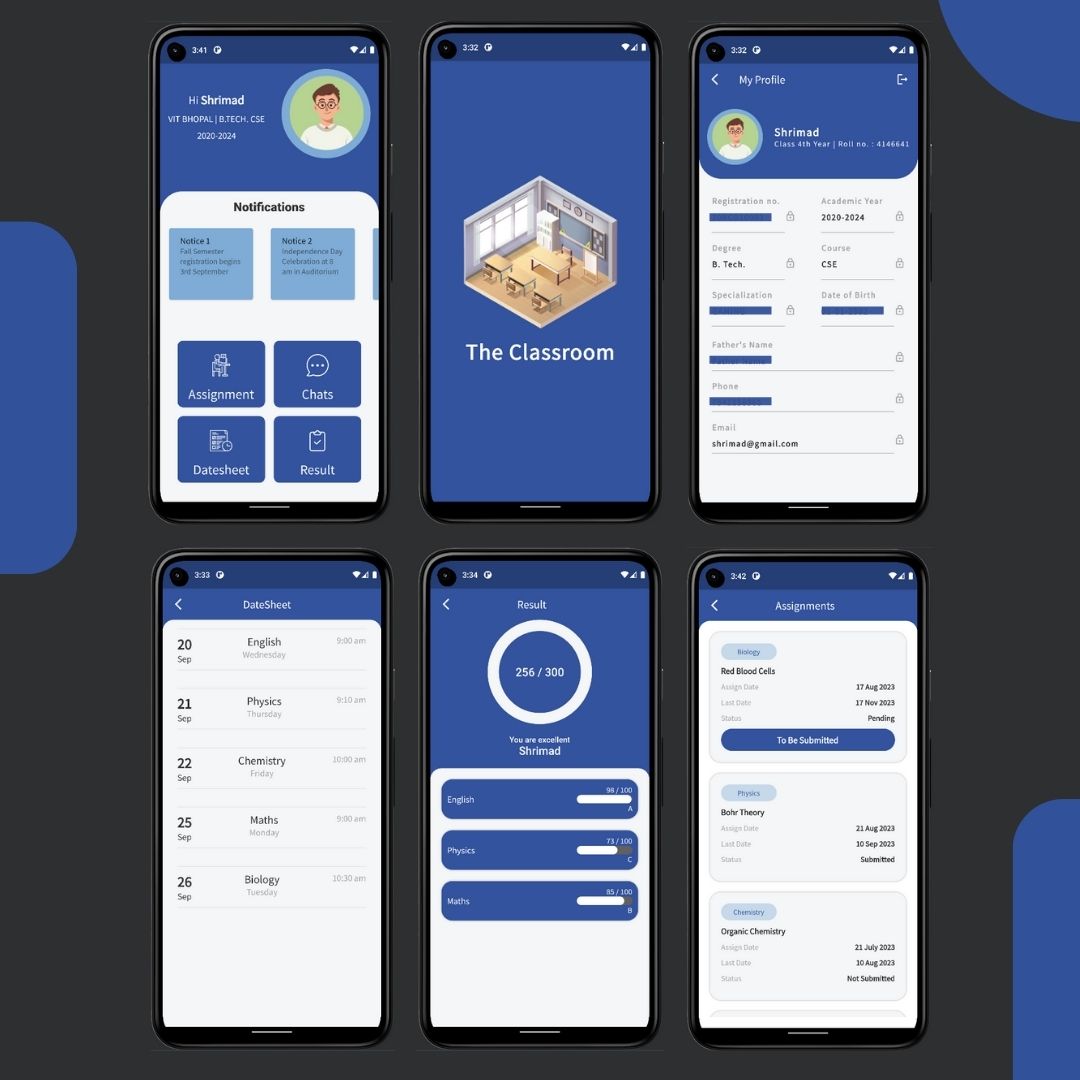 3:41
Hi Shrimad
VIT BHOPAL | B.TECH. CSE
2020-2024
Notifications
Notice 1
Fall Semester
registration begins
3rd September
Notice 2
Independence Day
Celebration at 8
am in Auditorium
Assignment
Chats
Datesheet
Result
3:32
The Classroom
3:32
My Profile
Shrimad
Class 4th Year | Roll no. : 4146641
Registration no.
Academic Year
2020-2024
Degree
Course
B. Tech.
CSE
Specialization
Date of Birth
Father's Name
Phone
Email
shrimad@gmail.com
3:33
DateSheet
20
Sep
English
Wednesday
9:00 am
21
Sep
Physics
Thursday
9:10 am
22
Sep
Chemistry
Friday
10:00 am
25
Sep
Maths
Monday
9:00 am
26
Sep
Biology
Tuesday
10:30 am
3:34
Result
256 / 300
You are excellent
Shrimad
English
98 / 100
A
Physics
73 / 100
C
Maths
85 / 100
B
3:42
Assignments
Biology
Red Blood Cells
Assign Date 17 Aug 2023
Last Date 17 Nov 2023
Status Pending
To Be Submitted
Physics
Bohr Theory
Assign Date 21 Aug 2023
Last Date 10 Sep 2023
Status Submitted
Chemistry
Organic Chemistry
Assign Date 21 July 2023
Last Date 10 Aug 2023
Status Not Submitted